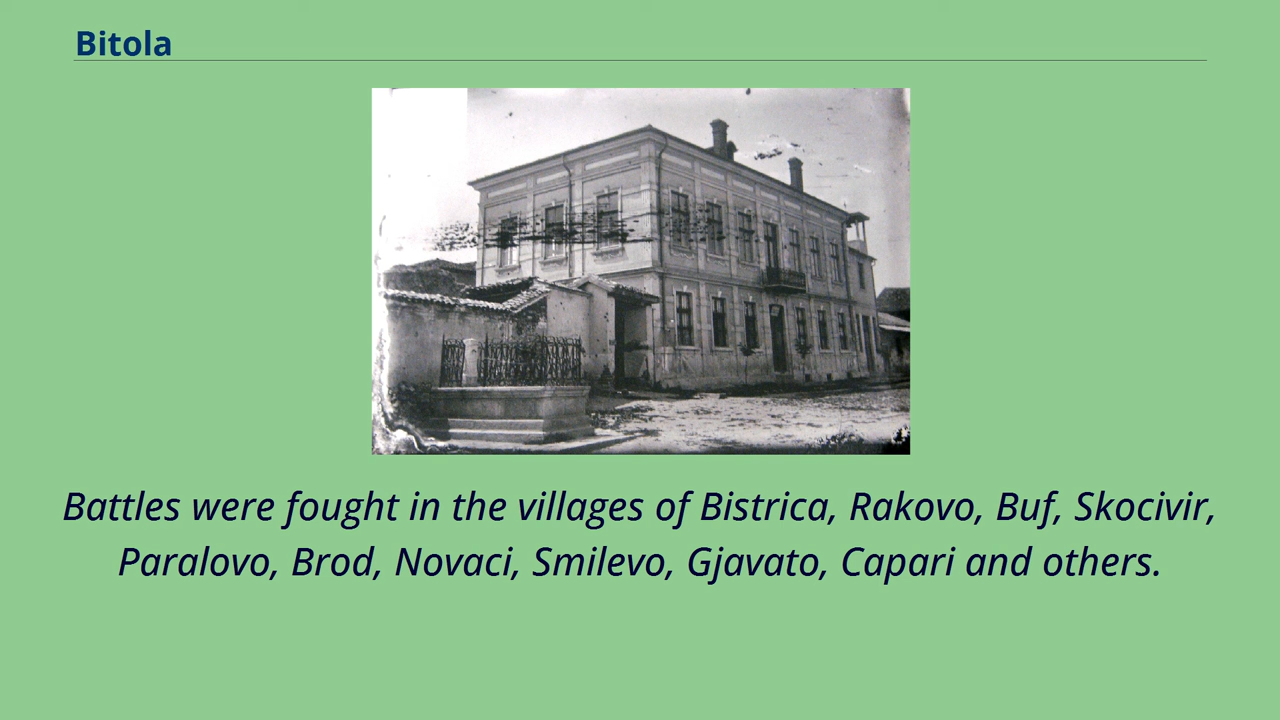 Bitola
Battles were fought in the villages of Bistrica, Rakovo, Buf, Skocivir,
Paralovo, Brod, Novaci, Smilevo, Gjavato, Capari and others.